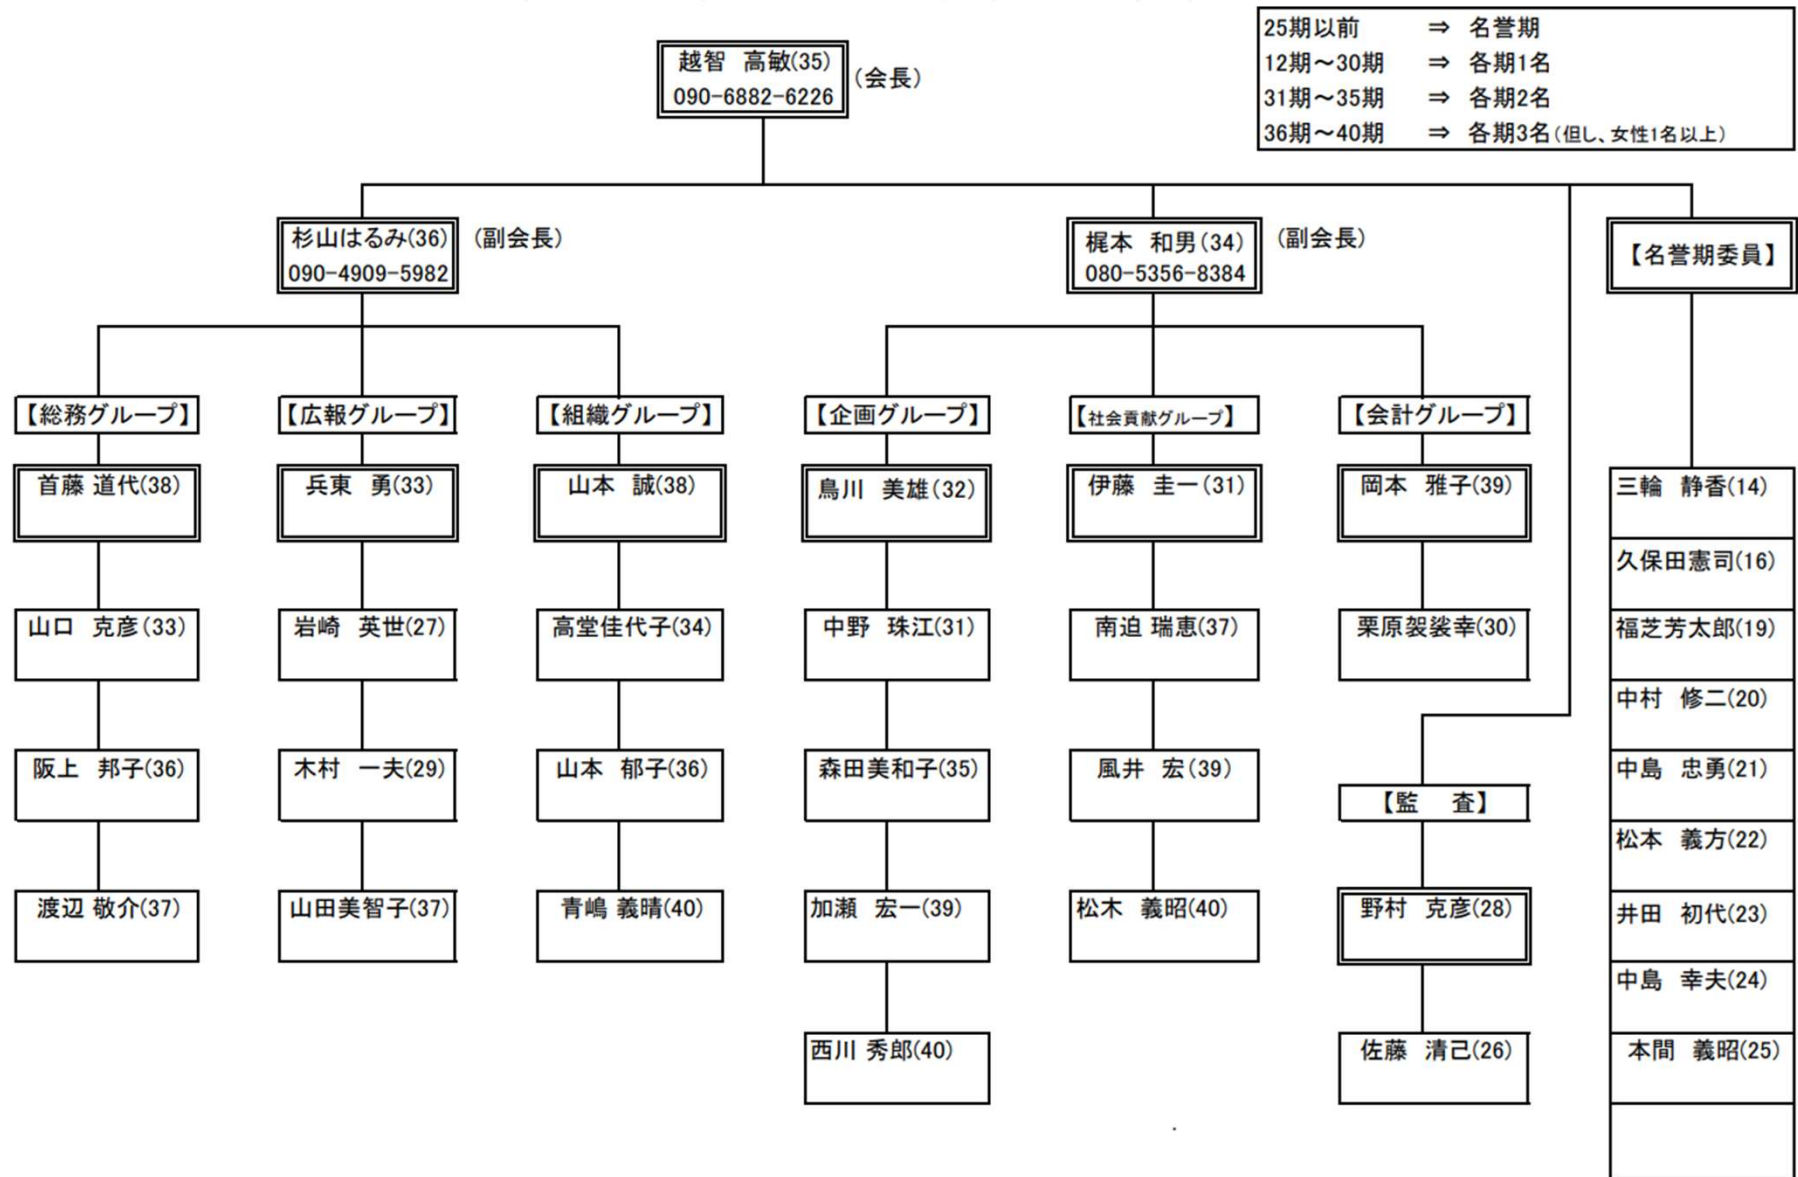 25期以前　⇒　名誉期
12期～30期　⇒　各期1名
31期～35期　⇒　各期2名
36期～40期　⇒　各期3名(但し、女性1名以上)
越智　高敏(35)
090-6882-6226
(会長)
杉山はるみ(36)
090-4909-5982
(副会長)
梶本　和男(34)
080-5356-8384
(副会長)
【名誉期委員】
【総務グループ】
首藤 道代(38)
山口　克彦(33)
阪上　邦子(36)
渡辺 敬介(37)
【広報グループ】
兵東　勇(33)
岩崎　英世(27)
木村　一夫(29)
山田美智子(37)
【組織グループ】
山本　誠(38)
高堂佳代子(34)
山本　郁子(36)
青嶋 義晴(40)
【企画グループ】
鳥川　美雄(32)
中野　珠江(31)
森田美和子(35)
加瀬　宏一(39)
西川 秀郎(40)
【社会貢献グループ】
伊藤　圭一(31)
南迫 瑞恵(37)
風井　宏(39)
松木　義昭(40)
【会計グループ】
岡本　雅子(39)
栗原袈裟幸(30)
【監　査】
野村　克彦(28)
佐藤　清己(26)
三輪　静香(14)
久保田憲司(16)
福芝芳太郎(19)
中村　修二(20)
中島　忠勇(21)
松本　義方(22)
井田　初代(23)
中島　幸夫(24)
本間　義昭(25)